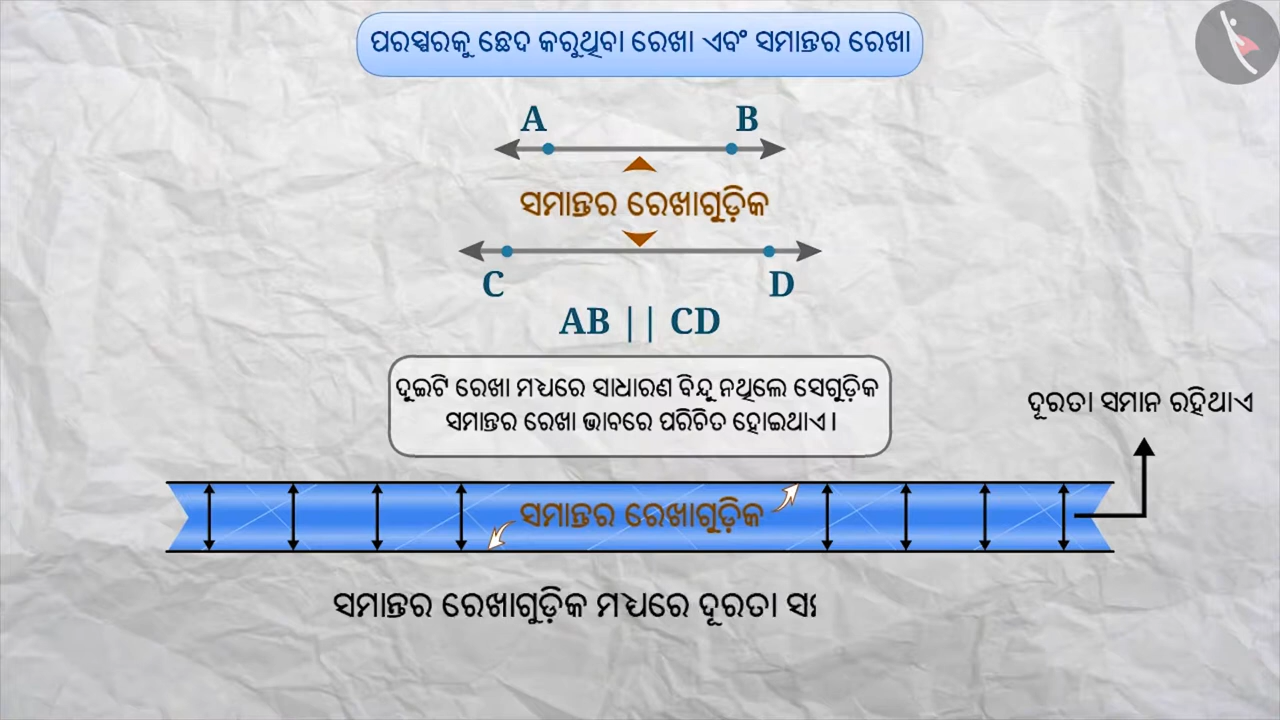 ପରସ୍ପରକୁ ଛେଦ କରୁଥିବା ରେଖା ଏବଂ ସମାନ୍ତର ରେଖା
A B
ସମାନ୍ତର ରେଖାଗୁଡ଼ିକ
C D
AB || CD
ଦୁଇଟି ରେଖା ମଧ୍ୟରେ ସାଧାରଣ ବିନ୍ଦୁ ନଥିଲେ ସେଗୁଡ଼ିକ
ସମାନ୍ତର ରେଖା ଭାବରେ ପରିଚିତ ହୋଇଥାଏ।
ଦୂରତା ସମାନ ରହିଥାଏ
ସମାନ୍ତର ରେଖାଗୁଡ଼ିକ
ସମାନ୍ତର ରେଖାଗୁଡ଼ିକ ମଧ୍ୟରେ ଦୂରତା